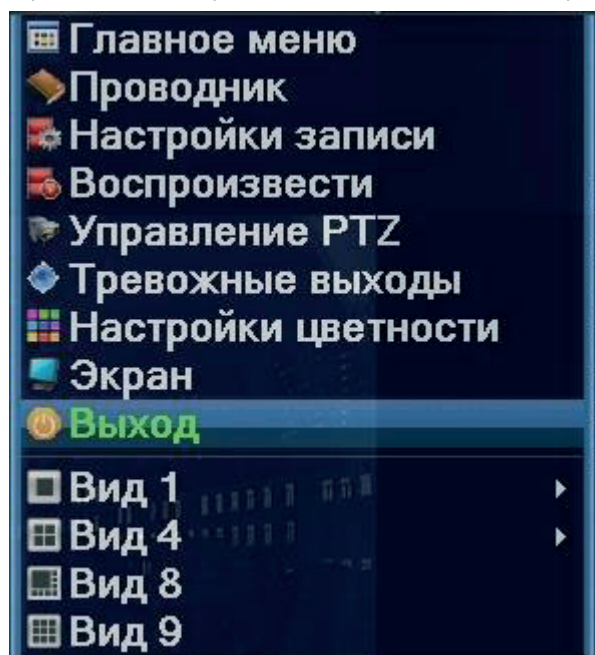 Главное меню
Проводник
Настройки записи
Воспроизвести
Управление PTZ
Тревожные выходы
Настройки цветности
Экран
Выход
Вид 1
Вид 4
Вид 8
Вид 9